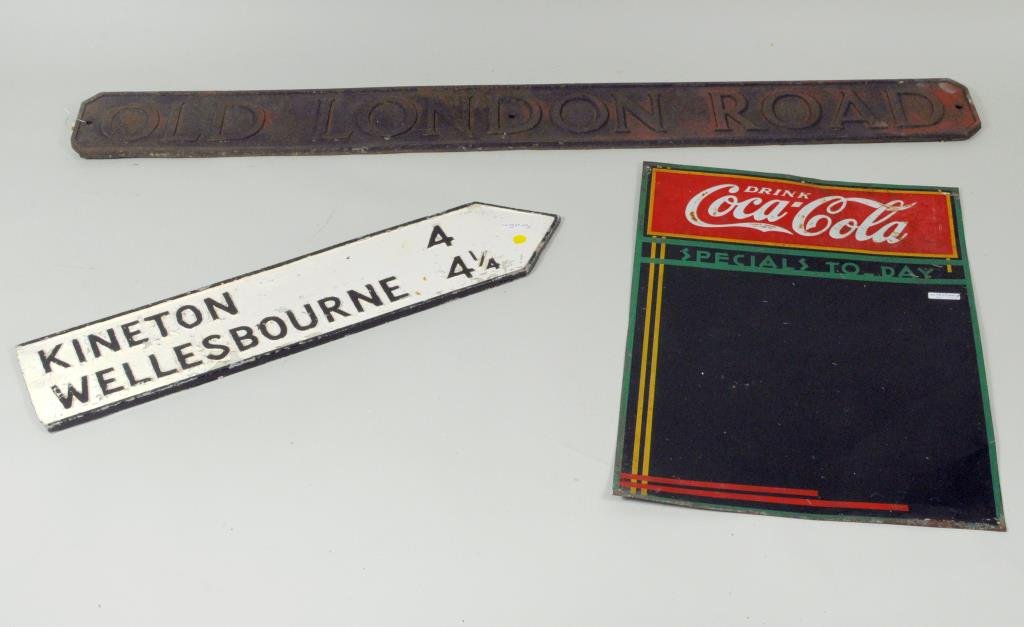 OLD LONDON ROAD
KINETON 4
WELLESBOURNE 4¼
DRINK
Coca-Cola
SPECIALS TO-DAY